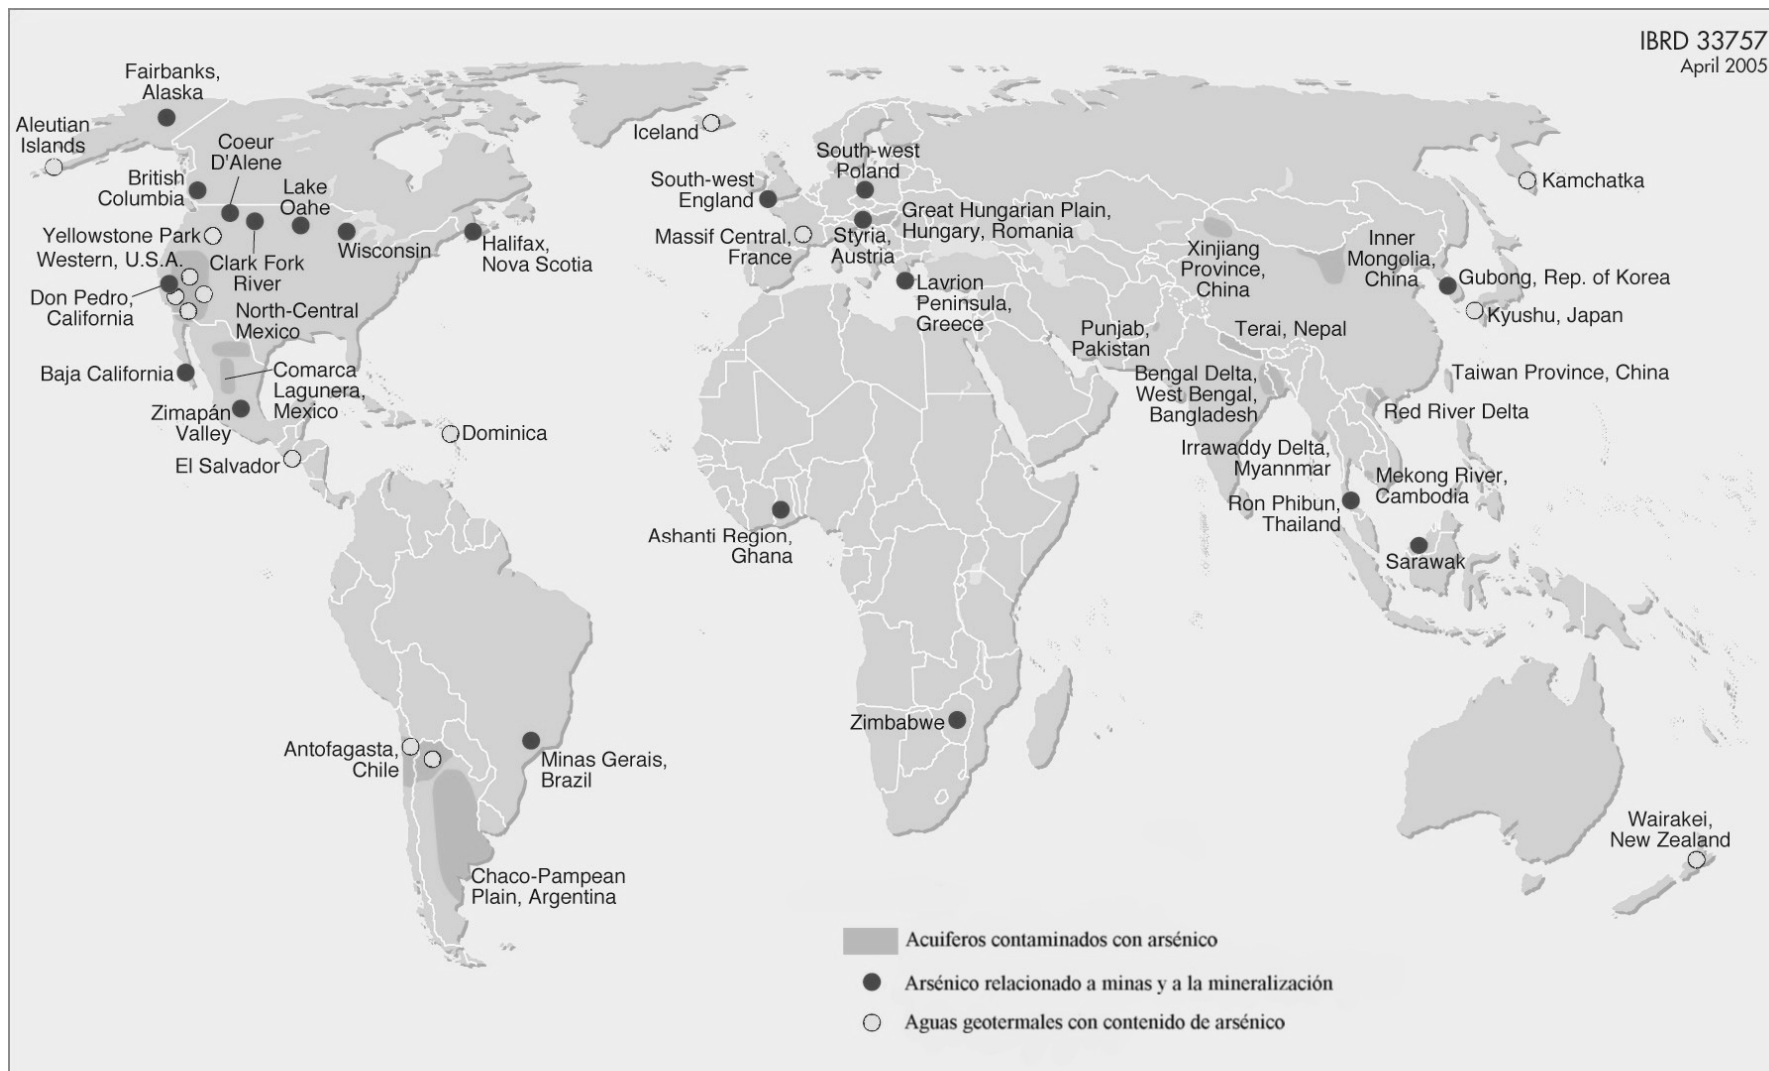 IBRD 33757
April 2005
Fairbanks,
Alaska
Aleutian
Islands
Coeur
D'Alene
British
Columbia
Lake
Oahe
Yellowstone Park
Western, U.S.A.
Wisconsin
Halifax,
Nova Scotia
Clark Fork
River
Don Pedro,
California
North-Central
Mexico
Baja California
Comarca
Lagunera,
Mexico
Zimapán
Valley
Dominica
El Salvador
Antofagasta,
Chile
Minas Gerais,
Brazil
Chaco-Pampean
Plain, Argentina
Iceland
South-west
Poland
South-west
England
Great Hungarian Plain,
Hungary, Romania
Massif Central,
France
Styria,
Austria
Lavrion
Peninsula,
Greece
Ashanti Region,
Ghana
Zimbabwe
Kamchatka
Xinjiang
Province,
China
Inner
Mongolia,
China
Gubong, Rep. of Korea
Kyushu, Japan
Punjab,
Pakistan
Terai, Nepal
Bengal Delta,
West Bengal,
Bangladesh
Taiwan Province, China
Red River Delta
Irrawaddy Delta,
Myannmar
Mekong River,
Cambodia
Ron Phibun,
Thailand
Sarawak
Wairakei,
New Zealand
Acuiferos contaminados con arsénico
Arsénico relacionado a minas y a la mineralización
Aguas geotermales con contenido de arsénico